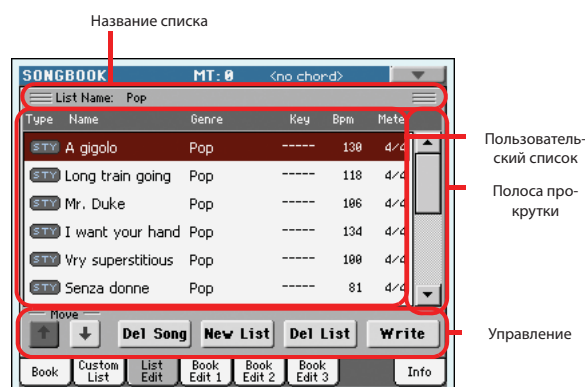 Название списка
SONGBOOK MT: 0 <no chord>
List Name: Pop
Type Name Genre Key Bpm Mete
STY A gigolo Pop ----- 130 4/4
STY Long train going Pop ----- 118 4/4
STY Mr. Duke Pop ----- 106 4/4
STY I want your hand Pop ----- 134 4/4
STY Vry superstitious Pop ----- 100 4/4
STY Senza donne Pop ----- 81 4/4
Пользователь-
ский список
Полоса про-
крутки
Move
Del Song New List Del List Write
Управление
Book Custom List List Edit Book Edit 1 Book Edit 2 Book Edit 3 Info